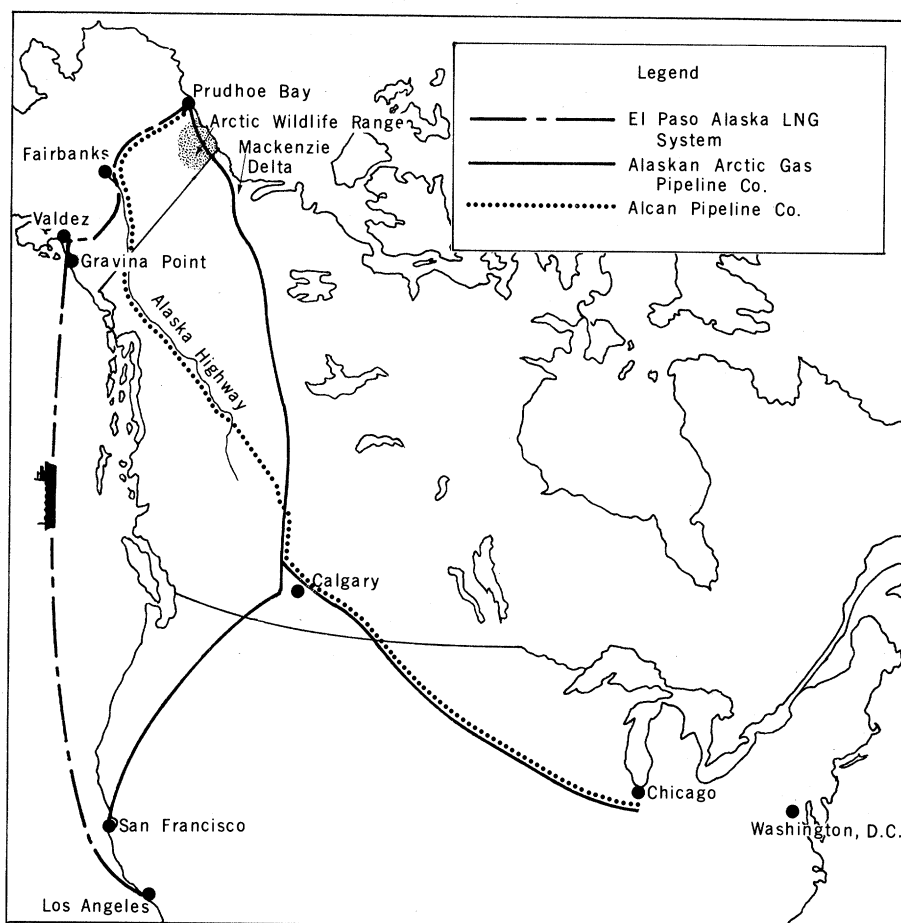 Legend
El Paso Alaska LNG
System
Alaskan Arctic Gas
Pipeline Co.
Alcan Pipeline Co.
Prudhoe Bay
Arctic Wildlife Range
Mackenzie
Delta
Fairbanks
Valdez
Gravina Point
Alaska Highway
Calgary
Chicago
San Francisco
Washington, D.C.
Los Angeles